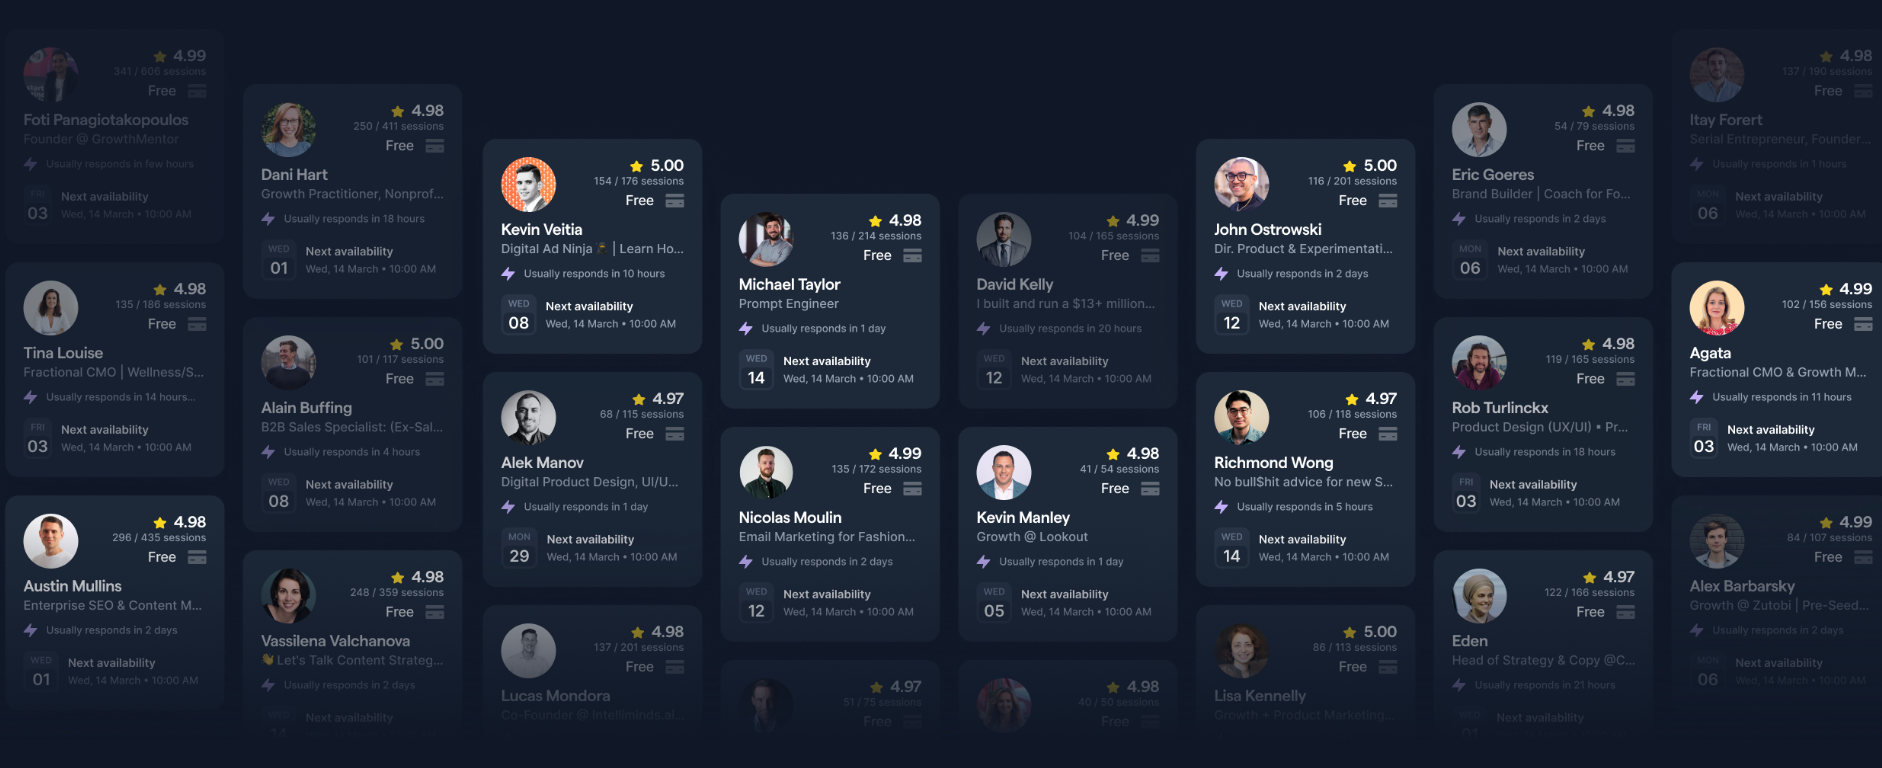 4.99
341 / 606 sessions
Free
Foti Panagiotakopoulos
Founder @ GrowthMentor
Usually responds in few hours
FRI
03
Next availability
Wed, 14 March • 10:00 AM
4.98
135 / 186 sessions
Free
Tina Louise
Fractional CMO | Wellness/S...
Usually responds in 14 hours...
FRI
03
Next availability
Wed, 14 March • 10:00 AM
4.98
296 / 435 sessions
Free
Austin Mullins
Enterprise SEO & Content M...
Usually responds in 2 days
WED
01
Next availability
Wed, 14 March • 10:00 AM
4.98
250 / 411 sessions
Free
Dani Hart
Growth Practitioner, Nonprof...
Usually responds in 18 hours
WED
01
Next availability
Wed, 14 March • 10:00 AM
5.00
101 / 117 sessions
Free
Alain Buffing
B2B Sales Specialist: (Ex-Sal...
Usually responds in 4 hours
WED
08
Next availability
Wed, 14 March • 10:00 AM
4.98
248 / 359 sessions
Free
Vassilena Valchanova
👋 Let's Talk Content Strateg...
Usually responds in 2 days
WED
14
Next availability
5.00
154 / 176 sessions
Free
Kevin Veitia
Digital Ad Ninja 🥷 | Learn Ho...
Usually responds in 10 hours
WED
08
Next availability
Wed, 14 March • 10:00 AM
4.97
68 / 115 sessions
Free
Alek Manov
Digital Product Design, UI/U...
Usually responds in 1 day
MON
29
Next availability
Wed, 14 March • 10:00 AM
4.98
137 / 201 sessions
Free
Lucas Mondora
Co-Founder @ intelliminds.ai...
4.98
136 / 214 sessions
Free
Michael Taylor
Prompt Engineer
Usually responds in 1 day
WED
14
Next availability
Wed, 14 March • 10:00 AM
4.99
135 / 172 sessions
Free
Nicolas Moulin
Email Marketing for Fashion...
Usually responds in 2 days
WED
12
Next availability
Wed, 14 March • 10:00 AM
4.97
51 / 75 sessions
Free
4.99
104 / 165 sessions
Free
David Kelly
I built and run a $13+ million...
Usually responds in 20 hours
WED
12
Next availability
Wed, 14 March • 10:00 AM
4.98
41 / 54 sessions
Free
Kevin Manley
Growth @ Lookout
Usually responds in 1 day
WED
05
Next availability
Wed, 14 March • 10:00 AM
4.98
40 / 50 sessions
Free
5.00
116 / 201 sessions
Free
John Ostrowski
Dir. Product & Experimentati...
Usually responds in 2 days
WED
12
Next availability
Wed, 14 March • 10:00 AM
4.97
106 / 118 sessions
Free
Richmond Wong
No bull$hit advice for new S...
Usually responds in 5 hours
WED
14
Next availability
Wed, 14 March • 10:00 AM
5.00
86 / 113 sessions
Free
Lisa Kennelly
Growth + Product Marketing...
4.98
54 / 79 sessions
Free
Eric Goeres
Brand Builder | Coach for Fo...
Usually responds in 2 days
MON
06
Next availability
Wed, 14 March • 10:00 AM
4.98
119 / 165 sessions
Free
Rob Turlinckx
Product Design (UX/UI) • Pr...
Usually responds in 18 hours
FRI
03
Next availability
Wed, 14 March • 10:00 AM
4.97
122 / 166 sessions
Free
Eden
Head of Strategy & Copy @C...
Usually responds in 21 hours
WED
01
Next availability
4.98
137 / 190 sessions
Free
Itay Forert
Serial Entrepreneur, Founder...
Usually responds in 1 hours
MON
06
Next availability
Wed, 14 March • 10:00 AM
4.99
102 / 156 sessions
Free
Agata
Fractional CMO & Growth M...
Usually responds in 11 hours
FRI
03
Next availability
Wed, 14 March • 10:00 AM
4.99
84 / 107 sessions
Free
Alex Barbarsky
Growth @ Zutobi | Pre-Seed...
Usually responds in 2 days
MON
06
Next availability
Wed, 14 March • 10:00 AM